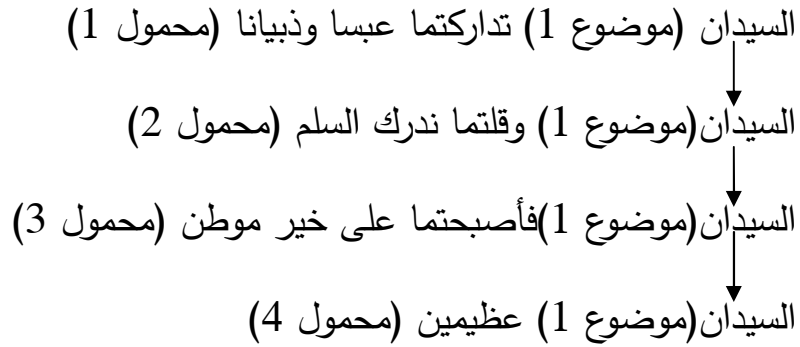 السيدان (موضوع 1) تداركتما عبسا وذبيانا (محمول 1)
السيدان(موضوع 1) وقلتما ندرك السلم (محمول 2)
السيدان(موضوع 1)فأصبحتما على خير موطن (محمول 3)
السيدان(موضوع 1) عظيمين (محمول 4)